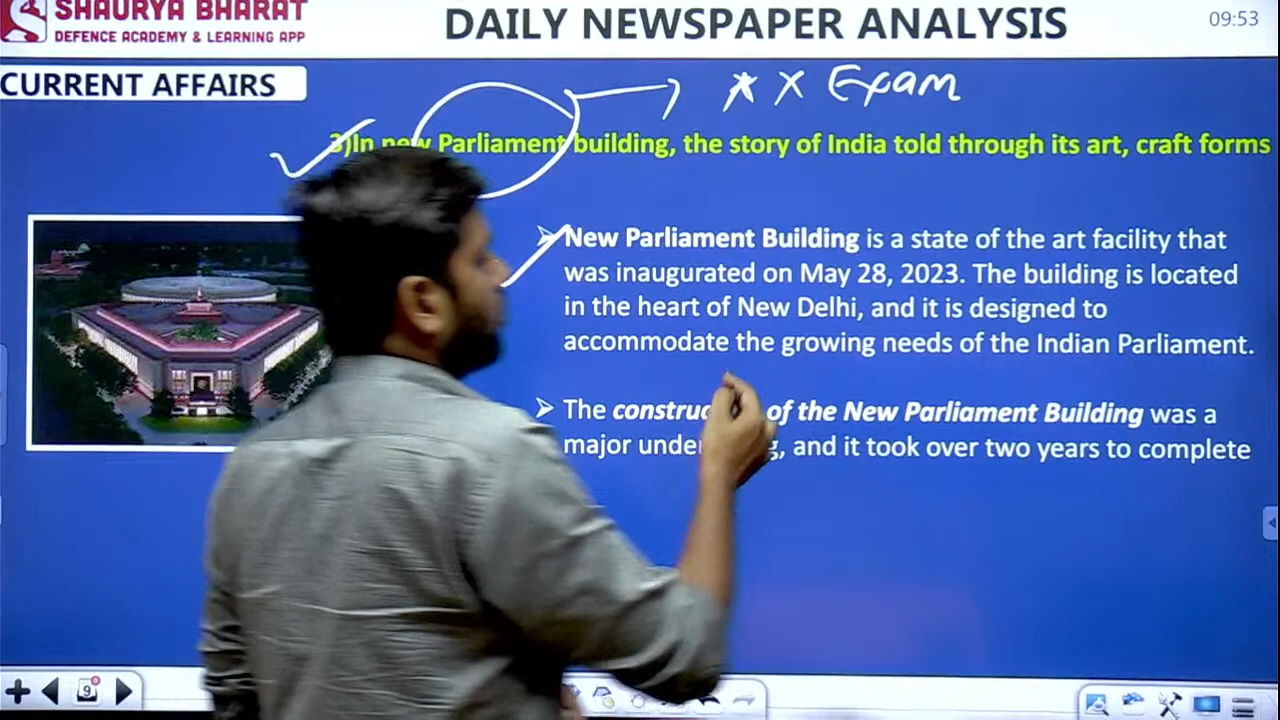 SHAURYA BHARAT
DEFENCE ACADEMY & LEARNING APP
DAILY NEWSPAPER ANALYSIS
09:53
CURRENT AFFAIRS
Exam
3)In new Parliament building, the story of India told through its art, craft forms
New Parliament Building is a state of the art facility that
was inaugurated on May 28, 2023. The building is located
in the heart of New Delhi, and it is designed to
accommodate the growing needs of the Indian Parliament.
The of the New Parliament Building was a
major and it took over two years to complete
9